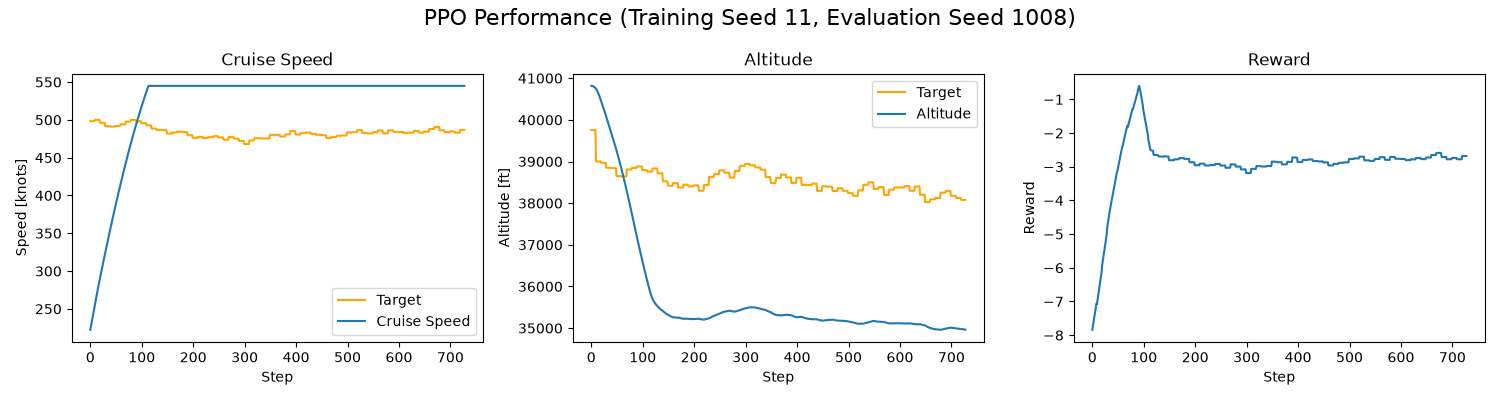 PPO Performance (Training Seed 11, Evaluation Seed 1008)
Cruise Speed
Speed [knots]
550
500
450
400
350
300
250
Target
Cruise Speed
0 100 200 300 400 500 600 700
Step
Altitude
Altitude [ft]
41000
40000
39000
38000
37000
36000
35000
Target
Altitude
0 100 200 300 400 500 600 700
Step
Reward
Reward
−1
−2
−3
−4
−5
−6
−7
−8
0 100 200 300 400 500 600 700
Step